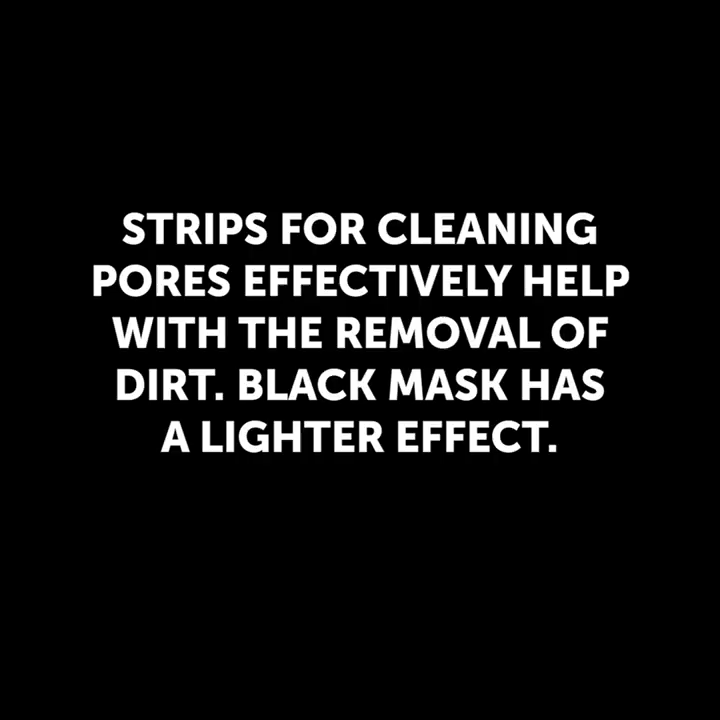 STRIPS FOR CLEANING
PORES EFFECTIVELY HELP
WITH THE REMOVAL OF
DIRT. BLACK MASK HAS
A LIGHTER EFFECT.